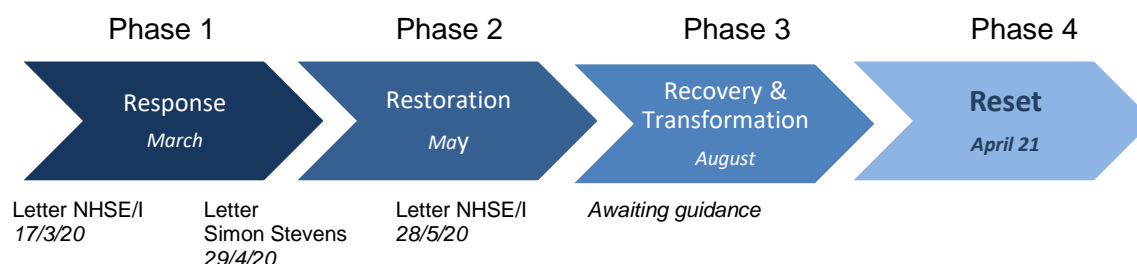 Phase 1
Phase 2
Phase 3
Phase 4
Response
March
Restoration
May
Recovery &
Transformation
August
Reset
April 21
Letter NHSE/I
17/3/20
Letter
Simon Stevens
29/4/20
Letter NHSE/I
28/5/20
Awaiting guidance